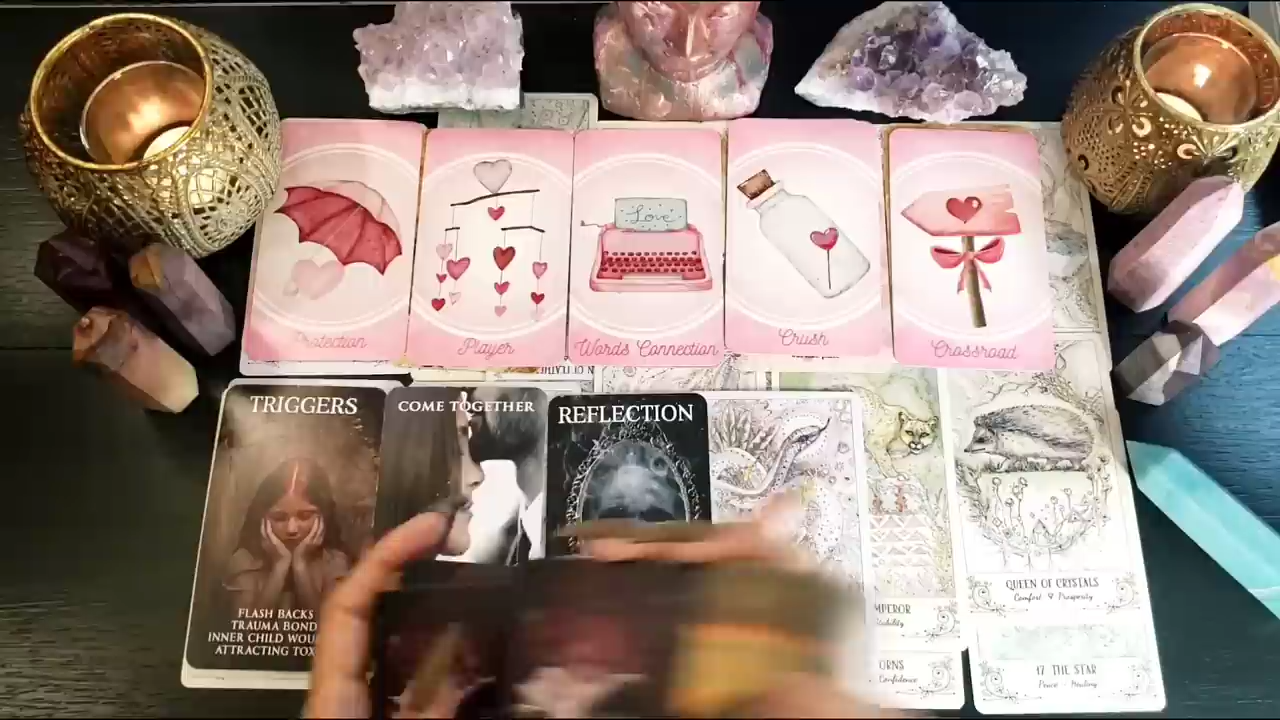 Love
Protection
Player
Words Connection
Crush
Crossroad
TRIGGERS
FLASH BACKS
TRAUMA BOND
INNER CHILD WOU
ATTRACTING TOX
COME TOGETHER
REFLECTION
MPEROR
ORNS
Confidence
QUEEN OF CRYSTALS
Comfort & Prosperity
17 THE STAR
Peace · Healing